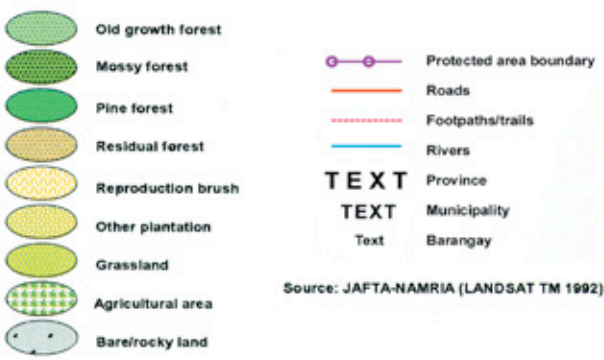 Old growth forest
Mossy forest
Pine forest
Residual forest
Reproduction brush
Other plantation
Grassland
Agricultural area
Bare/rocky land
Protected area boundary
Roads
Footpaths/trails
Rivers
TEXT Province
TEXT Municipality
Text Barangay
Source: JAFTA-NAMRIA (LANDSAT TM 1992)